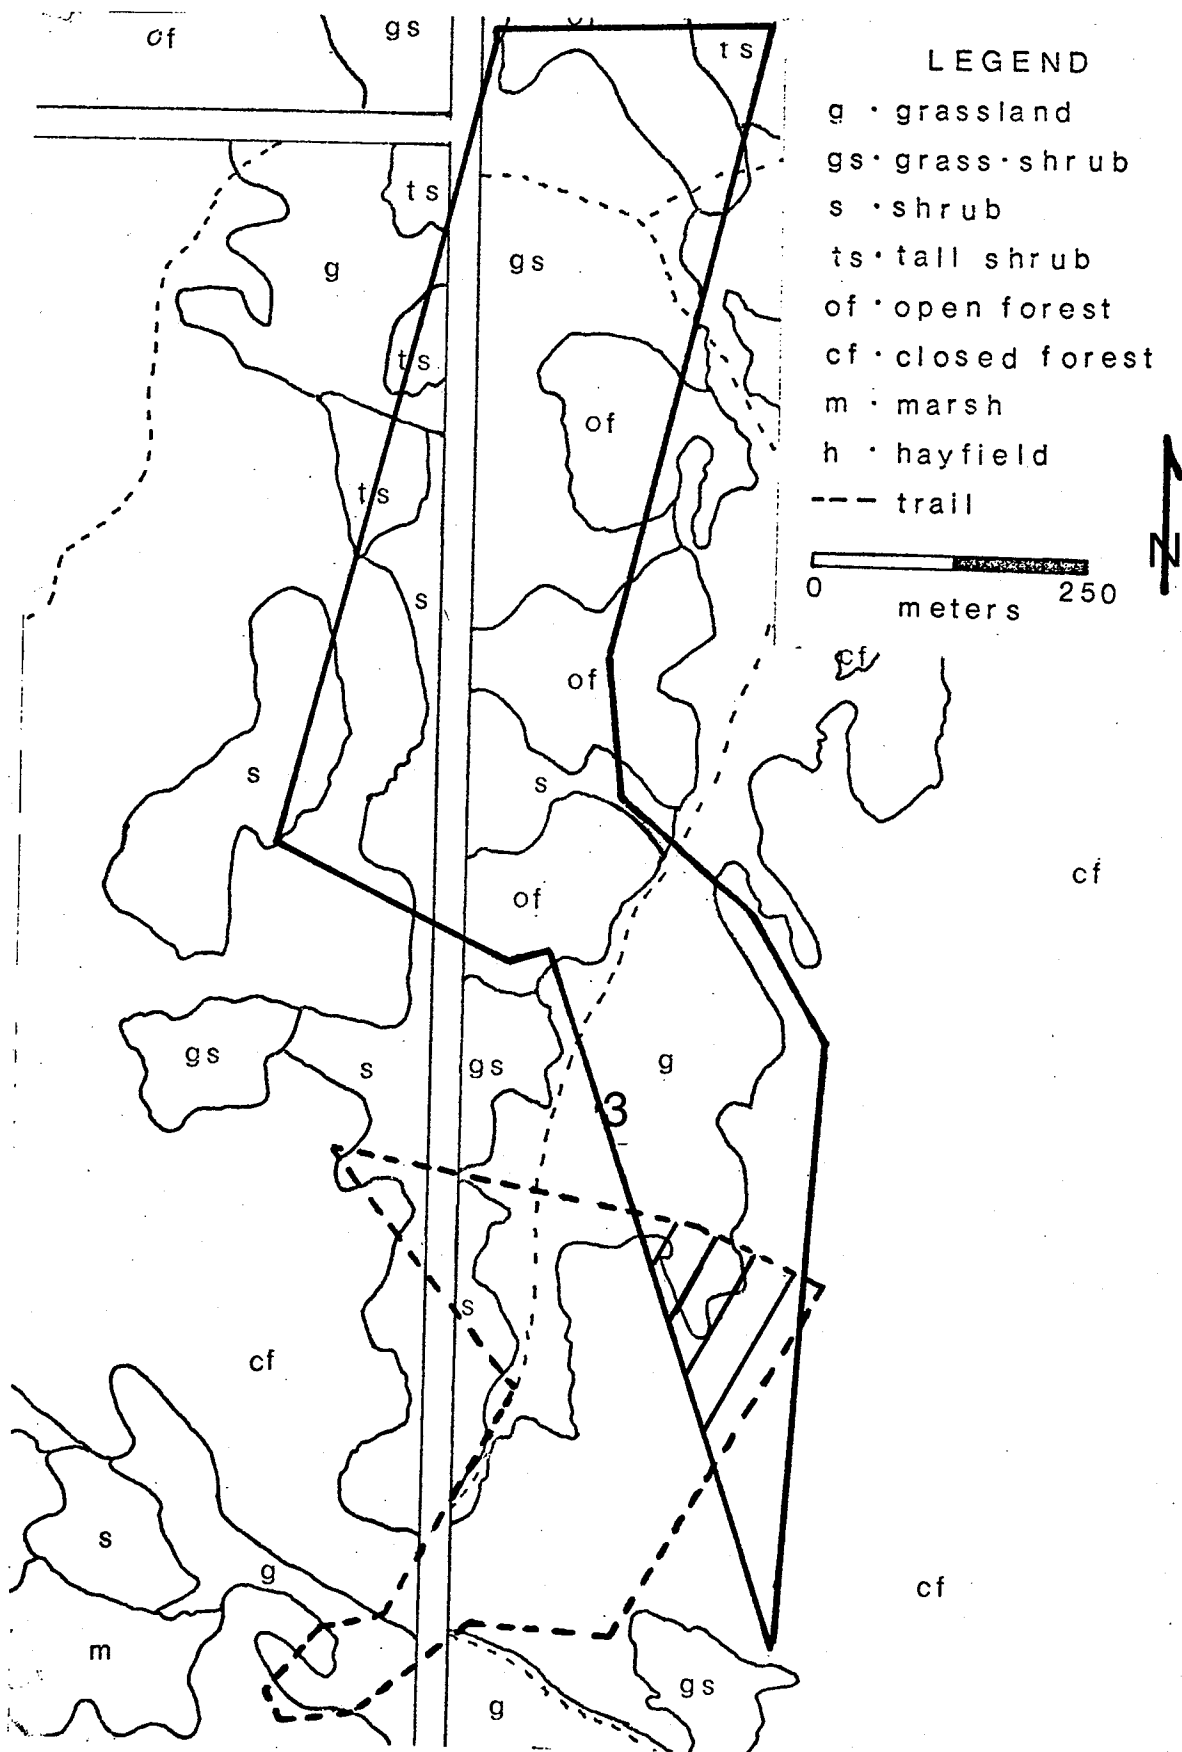 of
gs
of
ts
LEGEND
g · grassland
gs · grass·shrub
s · shrub
ts · tall shrub
of · open forest
cf · closed forest
m · marsh
h · hayfield
--- trail
N
0 250
meters
ts
g
gs
ts
of
ts
s
of
cf
s
s
cf
of
gs
s
gs
g
3
s
cf
s
g
cf
m
gs
g